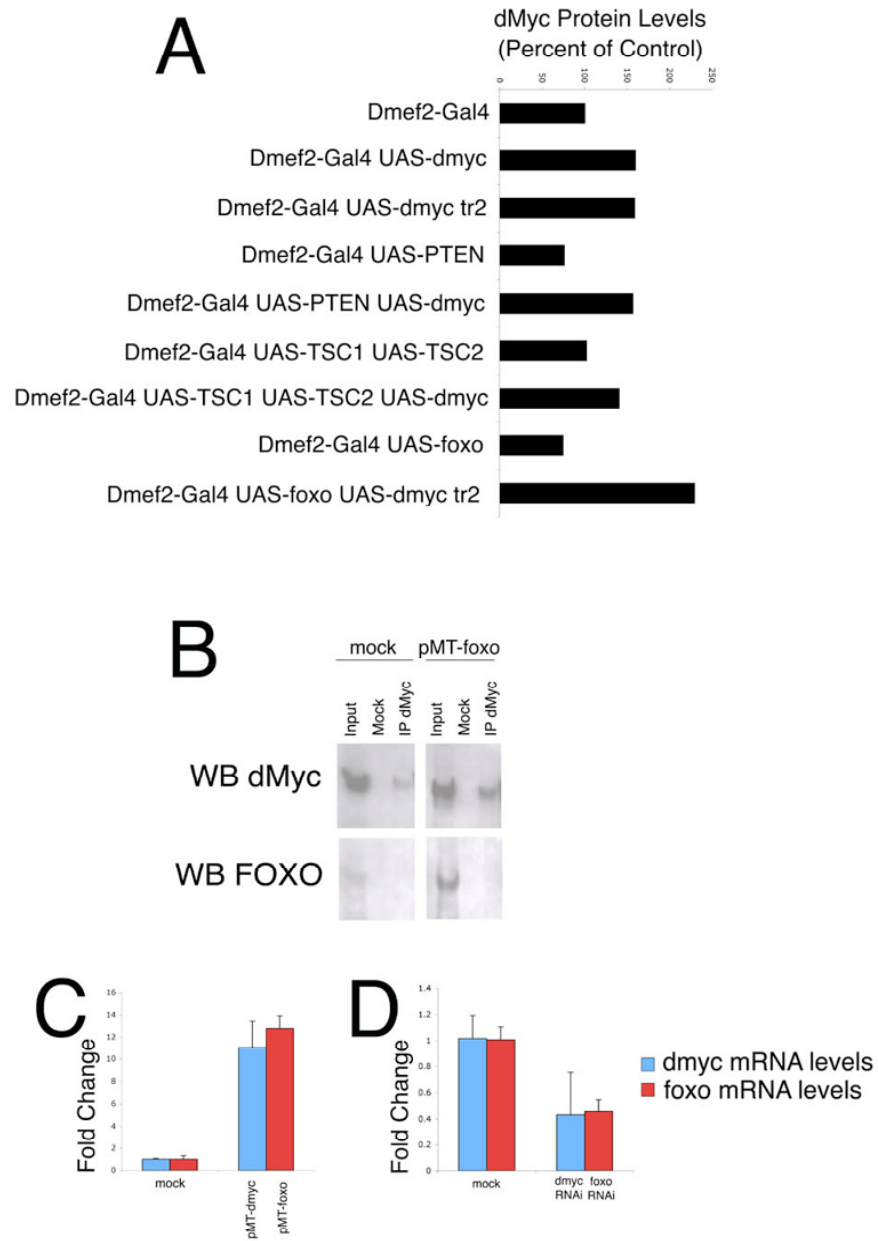 A
dMyc Protein Levels
(Percent of Control)
0 50 100 150 200 250
Dmef2-Gal4
Dmef2-Gal4 UAS-dmyc
Dmef2-Gal4 UAS-dmyc tr2
Dmef2-Gal4 UAS-PTEN
Dmef2-Gal4 UAS-PTEN UAS-dmyc
Dmef2-Gal4 UAS-TSC1 UAS-TSC2
Dmef2-Gal4 UAS-TSC1 UAS-TSC2 UAS-dmyc
Dmef2-Gal4 UAS-foxo
Dmef2-Gal4 UAS-foxo UAS-dmyc tr2
B
mock pMT-foxo
Input Mock IP dMyc Input Mock IP dMyc
WB dMyc
WB FOXO
C
Fold Change
16
14
12
10
8
6
4
2
0
mock
pMT-dmyc
pMT-foxo
D
Fold Change
1.4
1.2
1
0.8
0.6
0.4
0.2
0
mock
dmyc
RNAi
foxo
RNAi
dmyc mRNA levels
foxo mRNA levels